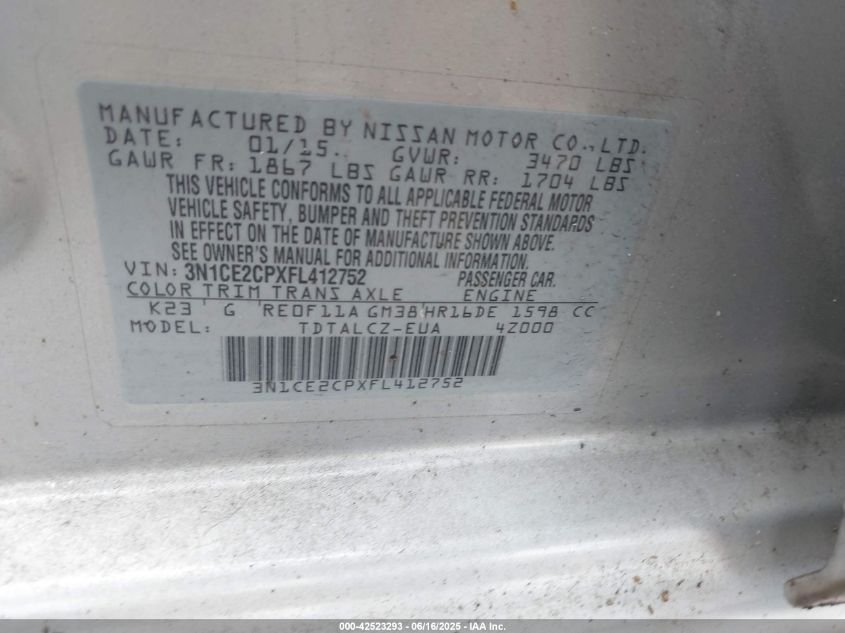 MANUFACTURED BY NISSAN MOTOR CO., LTD.
DATE: 01/15. GVWR: 3470 LBS
GAWR FR: 1867 LBS GAWR RR: 1704 LBS
THIS VEHICLE CONFORMS TO ALL APPLICABLE FEDERAL MOTOR
VEHICLE SAFETY, BUMPER AND THEFT PREVENTION STANDARDS
IN EFFECT ON THE DATE OF MANUFACTURE SHOWN ABOVE.
SEE OWNER'S MANUAL FOR ADDITIONAL INFORMATION.
VIN: 3N1CE2CPXFL412752 PASSENGER CAR.
COLOR TRIM TRANS AXLE ENGINE
K23 G RE0F11A GM38 HR16DE 1598 CC
MODEL: TDTALCZ-EUA 4Z000
3N1CE2CPXFL412752
000-42523293 - 06/16/2025 - IAA Inc.